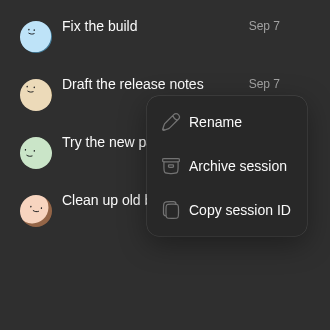 Fix the build
Sep 7
Draft the release notes
Sep 7
Rename
Try the new
Archive session
Clean up old
Copy session ID